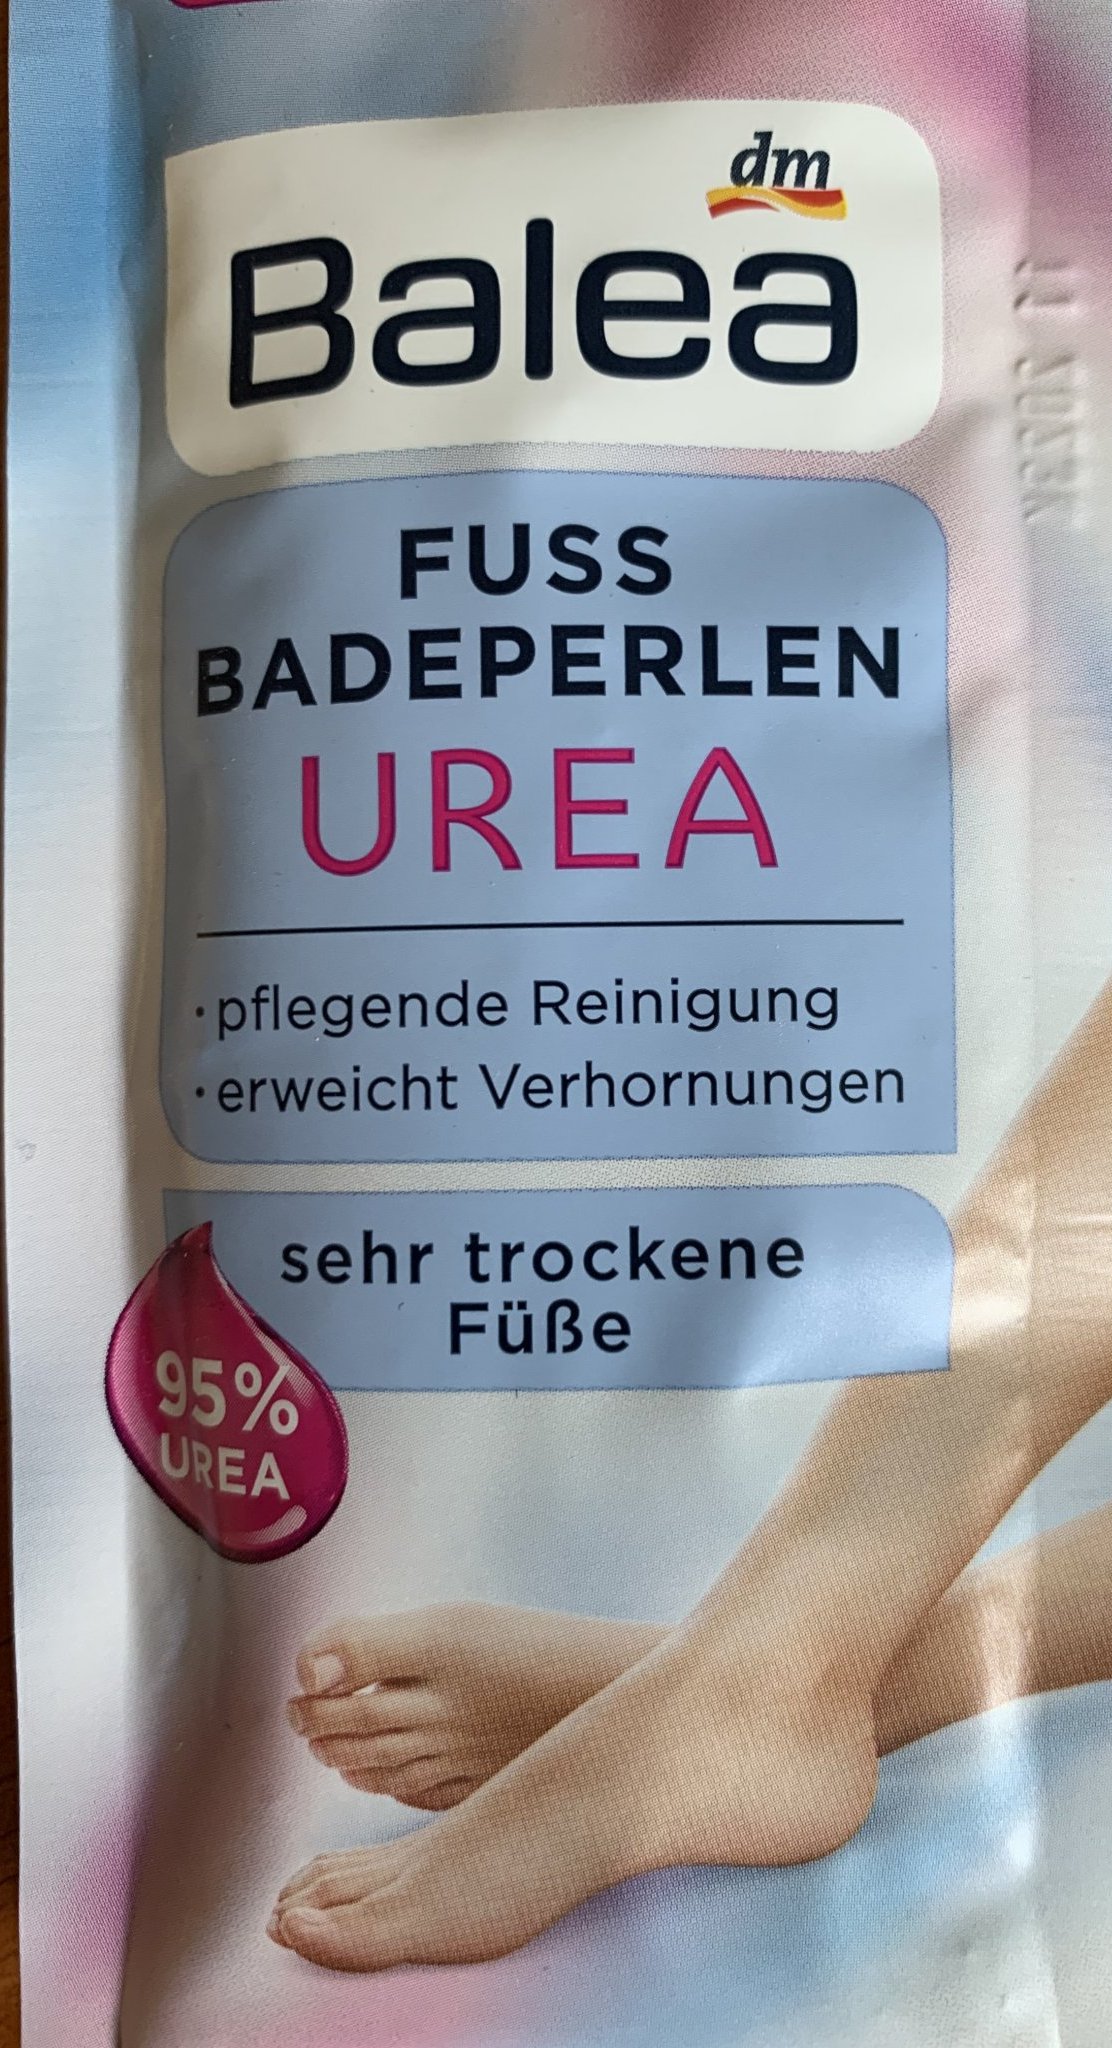 dm
Balea
FUSS
BADEPERLEN
UREA
· pflegende Reinigung
· erweicht Verhornungen
sehr trockene
Füße
95%
UREA